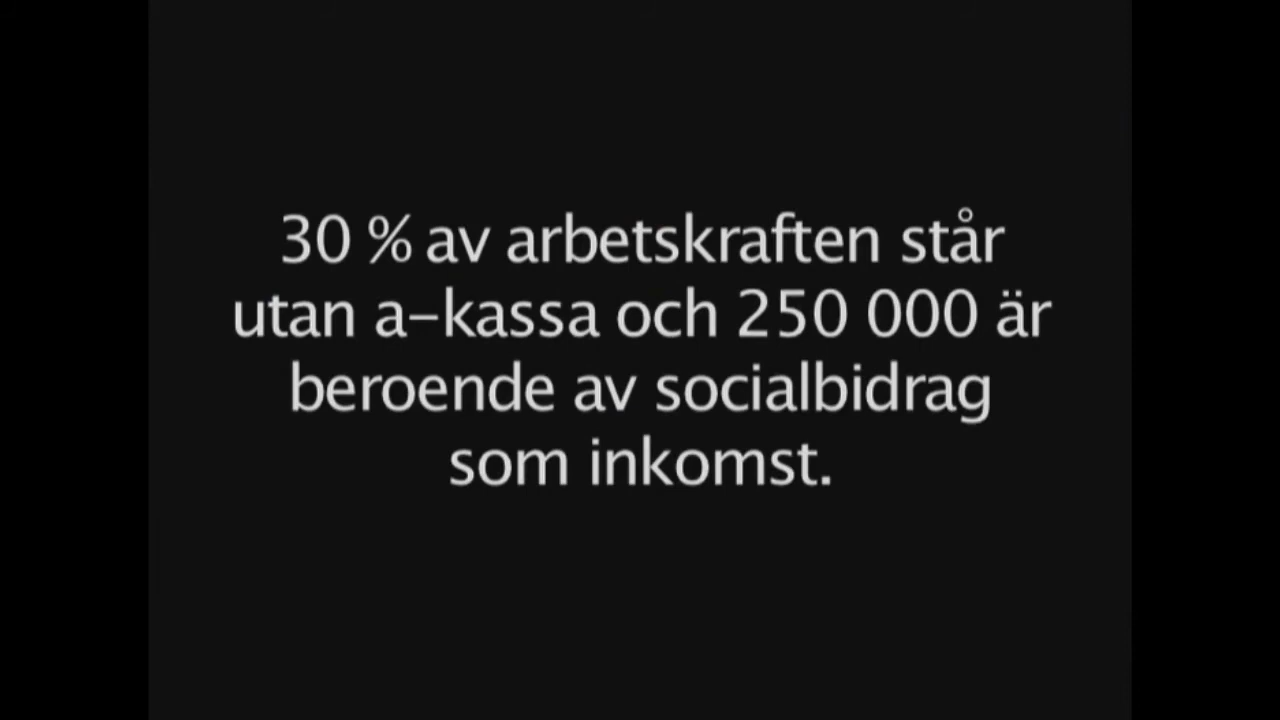 30 % av arbetskraften står
utan a–kassa och 250 000 är
beroende av socialbidrag
som inkomst.